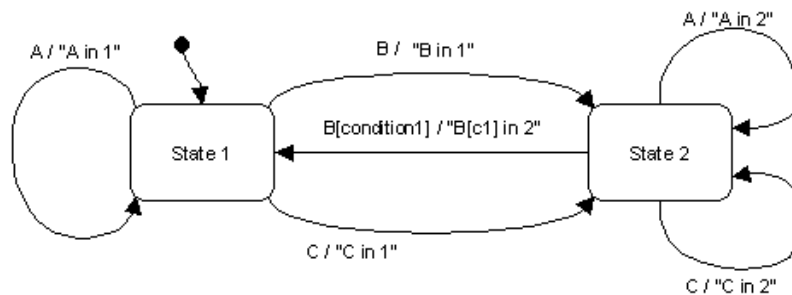 A / "A in 2"
A / "A in 1"
B / "B in 1"
B[condition1] / "B[c1] in 2"
State 1
State 2
C / "C in 1"
C / "C in 2"